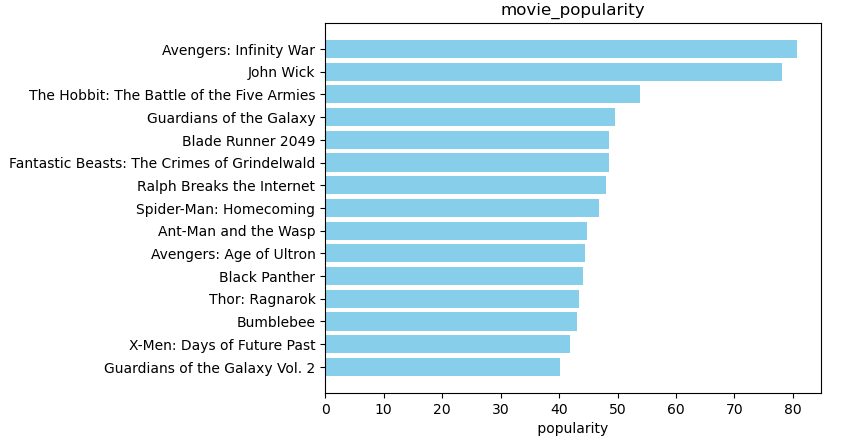 movie_popularity
Avengers: Infinity War
John Wick
The Hobbit: The Battle of the Five Armies
Guardians of the Galaxy
Blade Runner 2049
Fantastic Beasts: The Crimes of Grindelwald
Ralph Breaks the Internet
Spider-Man: Homecoming
Ant-Man and the Wasp
Avengers: Age of Ultron
Black Panther
Thor: Ragnarok
Bumblebee
X-Men: Days of Future Past
Guardians of the Galaxy Vol. 2
0 10 20 30 40 50 60 70 80
popularity